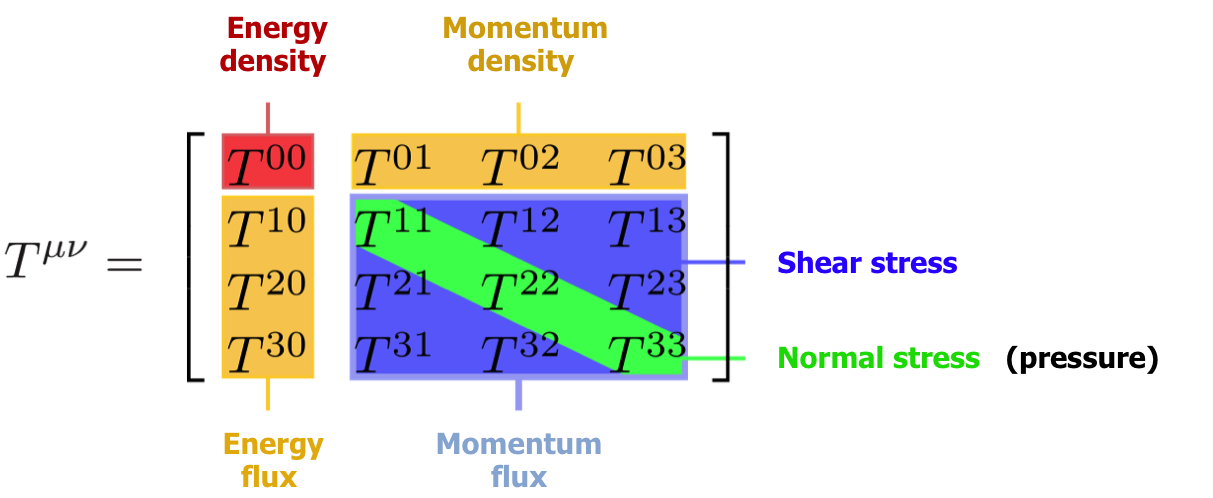 Energy density
Momentum density
T^{μν} =
T^{00} T^{01} T^{02} T^{03}
T^{10} T^{11} T^{12} T^{13}
T^{20} T^{21} T^{22} T^{23}
T^{30} T^{31} T^{32} T^{33}
Shear stress
Normal stress (pressure)
Energy flux
Momentum flux